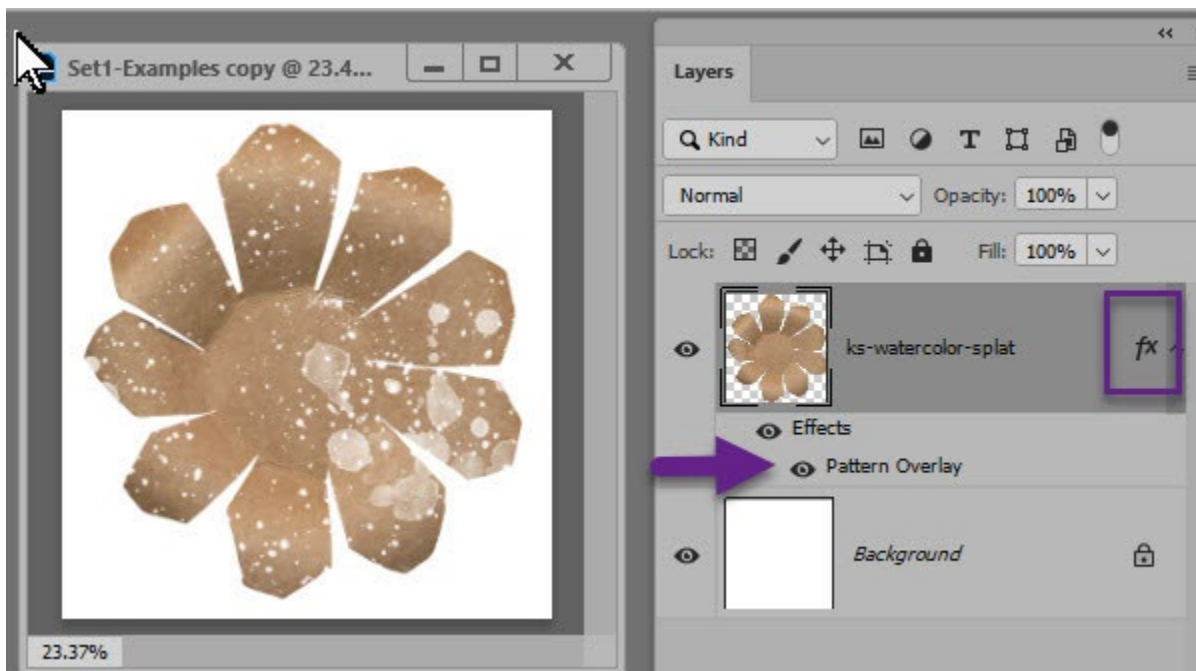 Set1-Examples copy @ 23.4...
23.37%
Layers
Kind
Normal
Opacity: 100%
Lock:
Fill: 100%
ks-watercolor-splat
fx
Effects
Pattern Overlay
Background